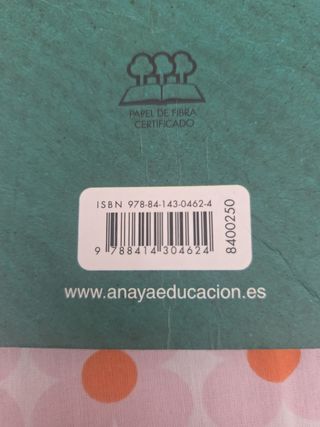 PAPEL DE FIBRA
CERTIFICADO
ISBN 978-84-143-0462-4
9 788414 304624
8400250
www.anayaeducacion.es